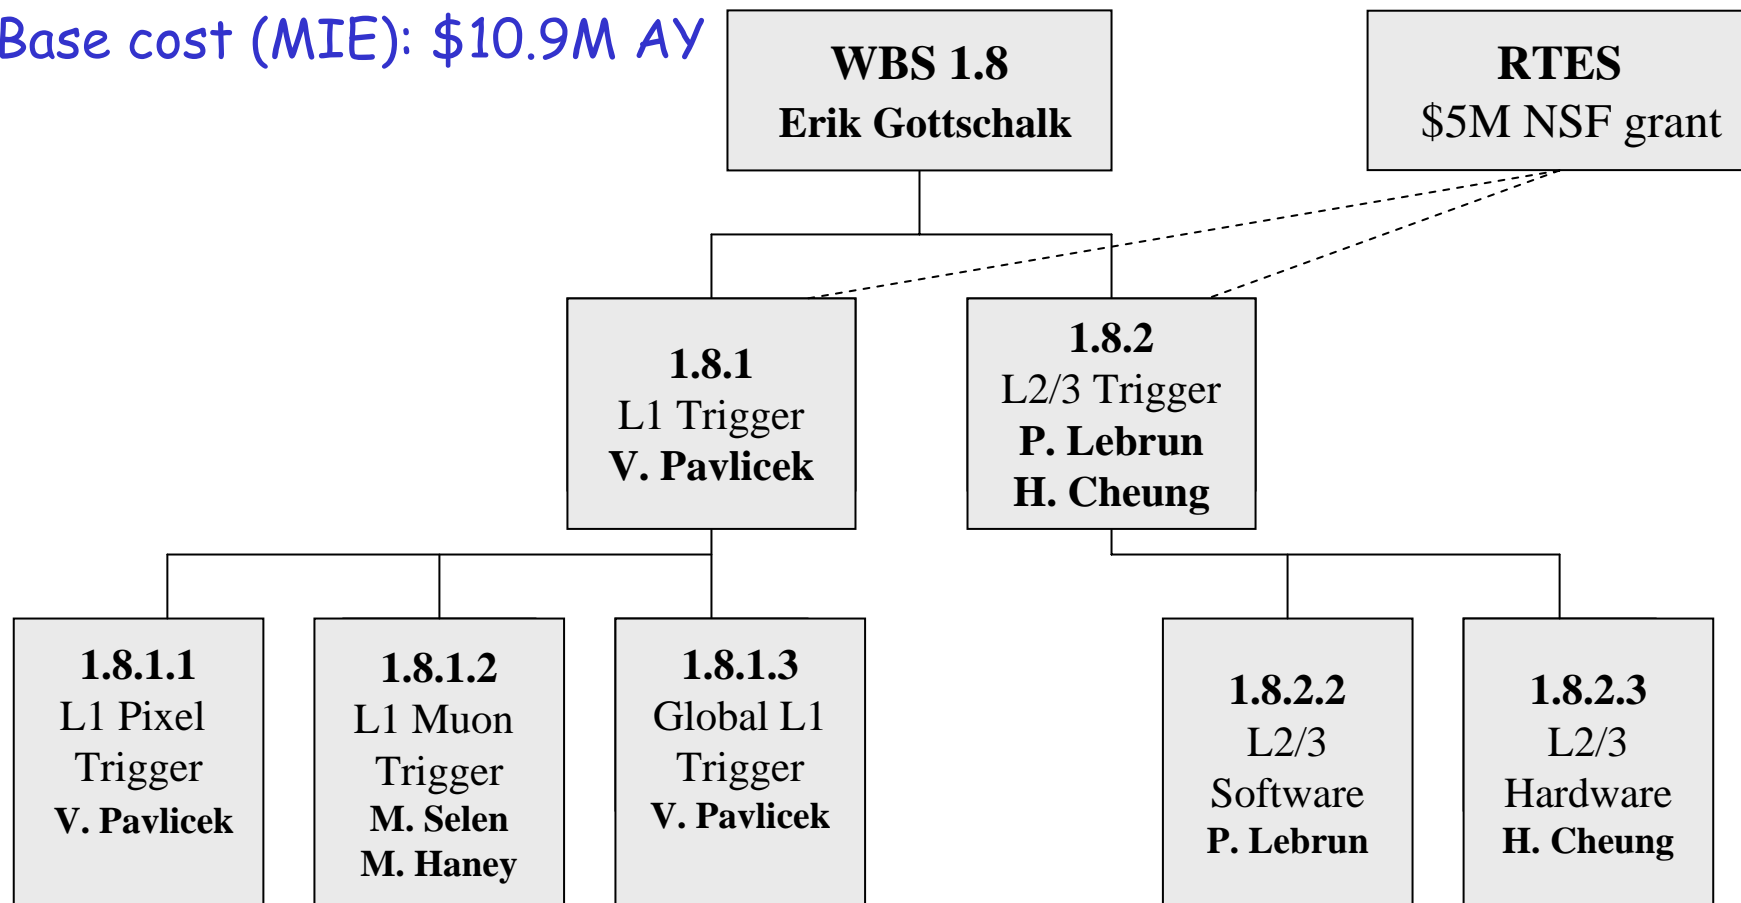 Base cost (MIE): $10.9M AY
WBS 1.8
Erik Gottschalk
RTES
$5M NSF grant
1.8.1
L1 Trigger
V. Pavlicek
1.8.2
L2/3 Trigger
P. Lebrun
H. Cheung
1.8.1.1
L1 Pixel
Trigger
V. Pavlicek
1.8.1.2
L1 Muon
Trigger
M. Selen
M. Haney
1.8.1.3
Global L1
Trigger
V. Pavlicek
1.8.2.2
L2/3
Software
P. Lebrun
1.8.2.3
L2/3
Hardware
H. Cheung